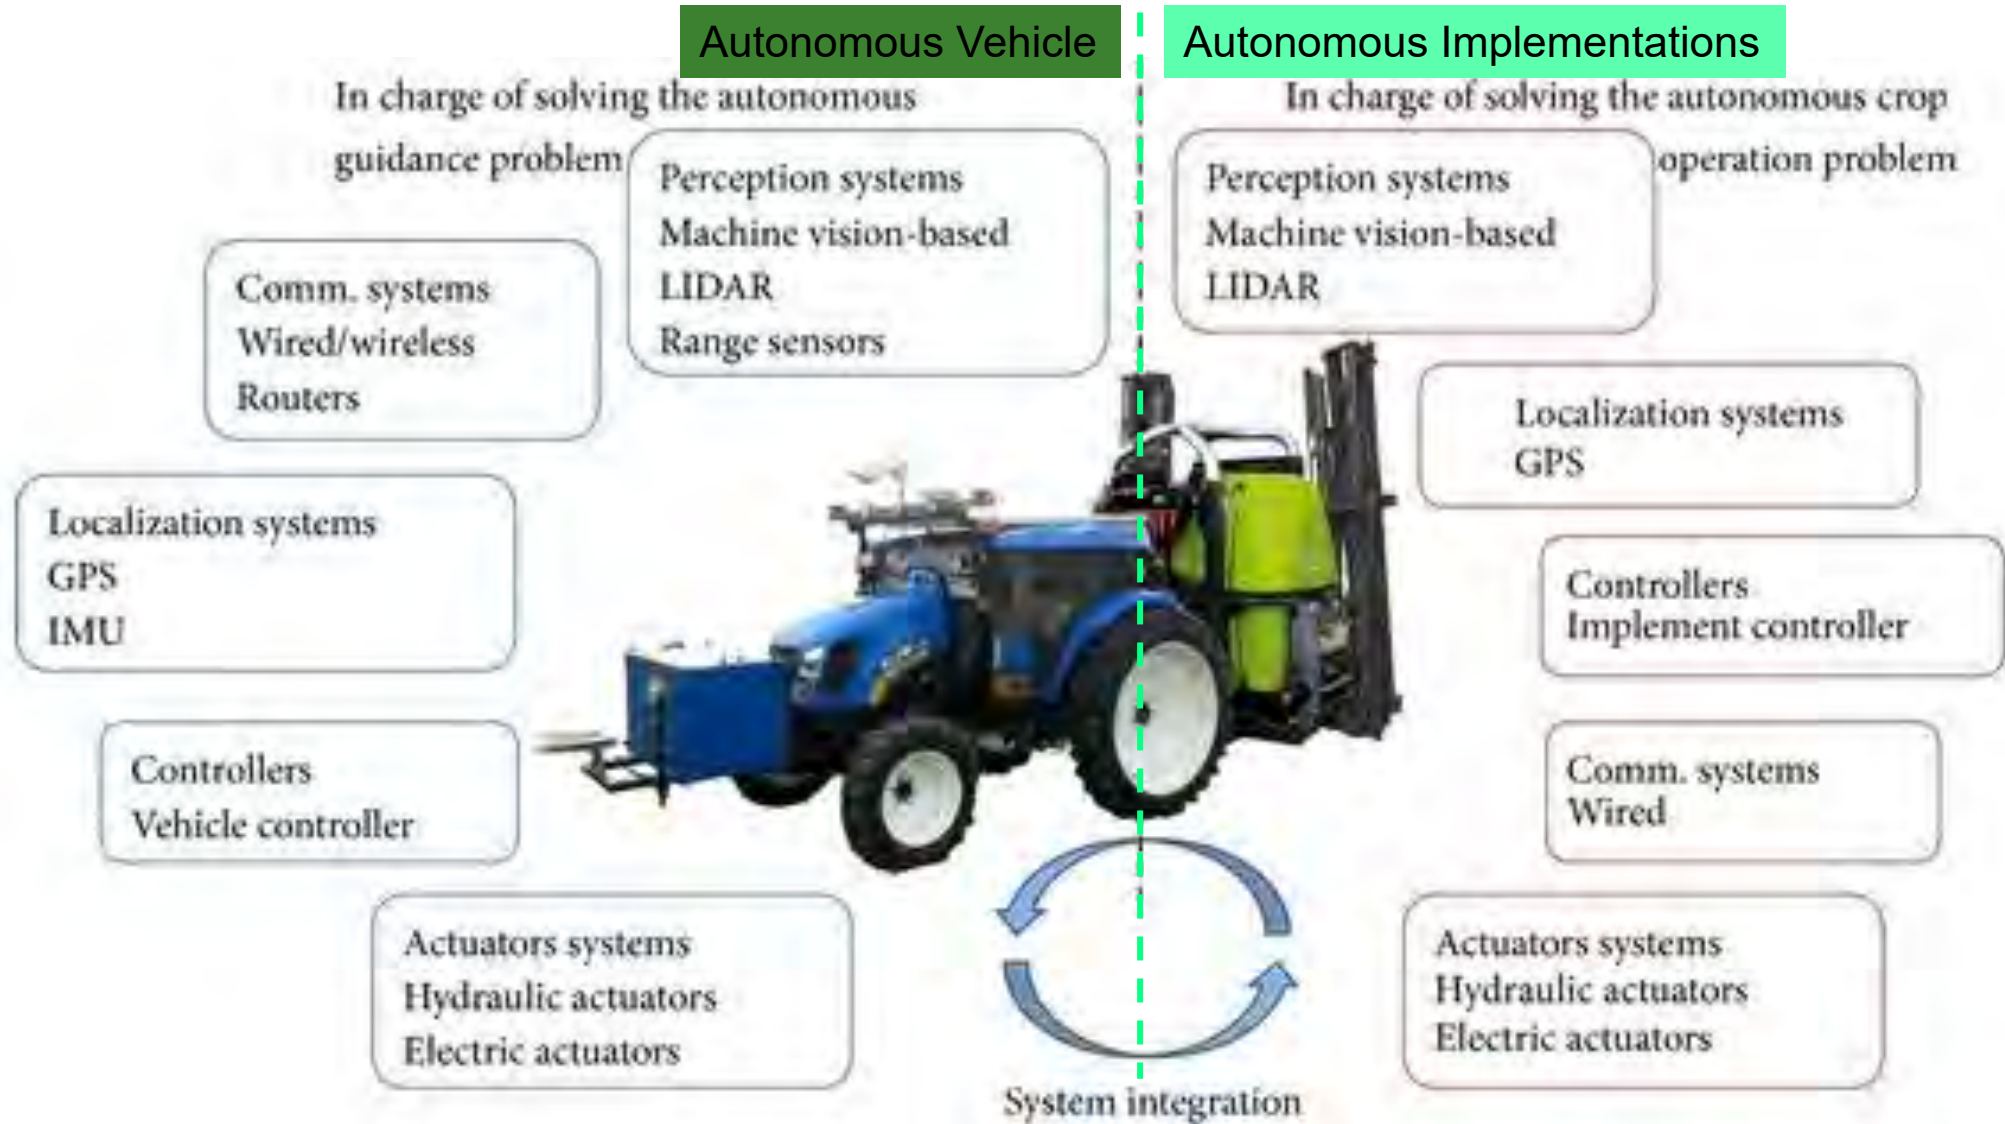 Autonomous Vehicle
In charge of solving the autonomous
guidance problem
Perception systems
Machine vision-based
LIDAR
Range sensors
Comm. systems
Wired/wireless
Routers
Localization systems
GPS
IMU
Controllers
Vehicle controller
Actuators systems
Hydraulic actuators
Electric actuators
Autonomous Implementations
In charge of solving the autonomous crop
operation problem
Perception systems
Machine vision-based
LIDAR
Localization systems
GPS
Controllers
Implement controller
Comm. systems
Wired
Actuators systems
Hydraulic actuators
Electric actuators
System integration